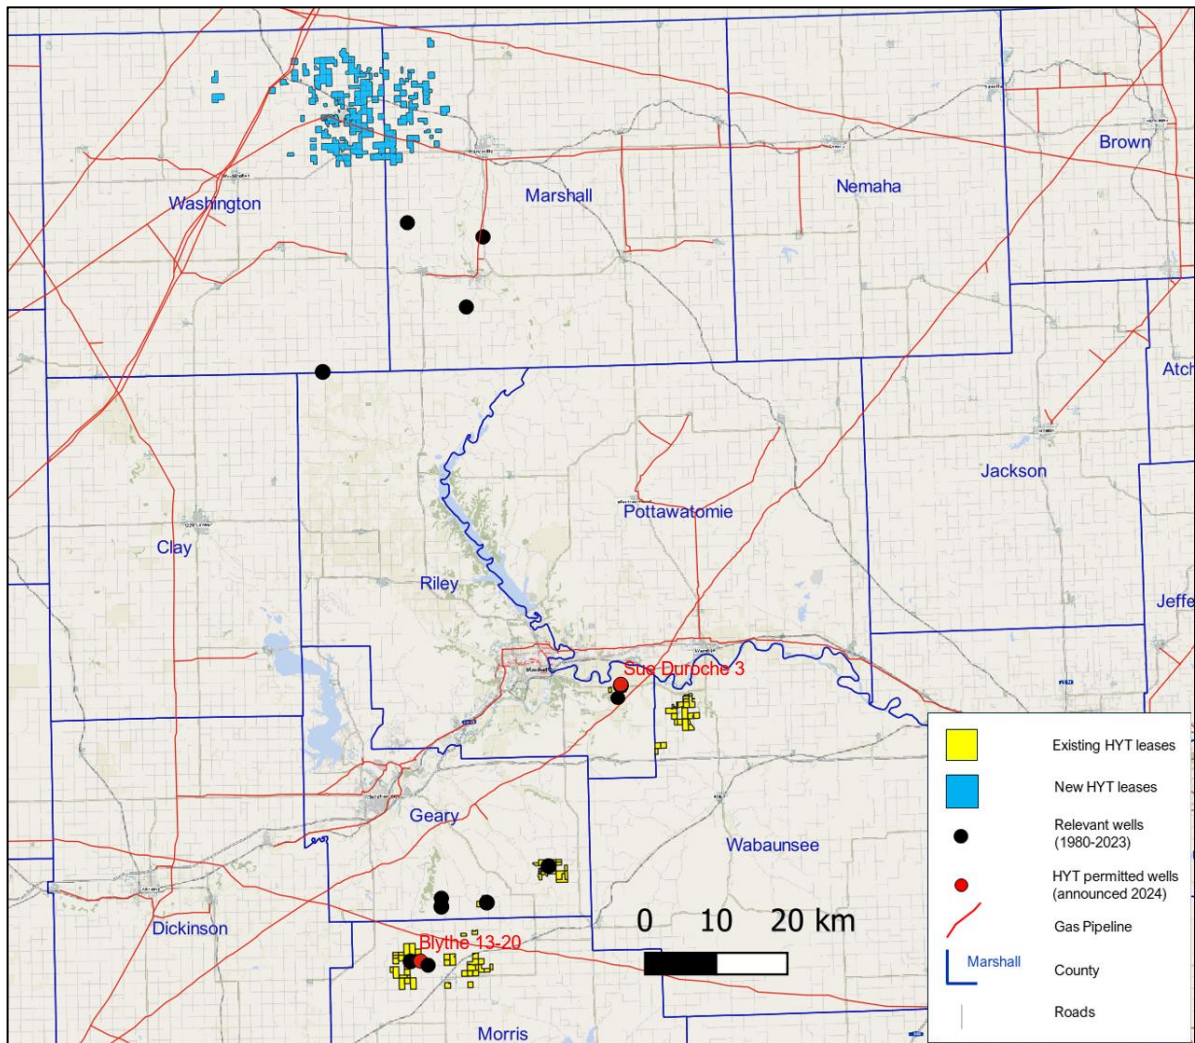 Brown
Nemaha
Marshall
Washington
Atch
Jackson
Pottawatomie
Clay
Riley
Jeffe
Sue Duroche 3
Geary
Wabaunsee
Dickinson
Blythe 13-20
Morris
0 10 20 km
Existing HYT leases
New HYT leases
Relevant wells
(1980-2023)
HYT permitted wells
(announced 2024)
Gas Pipeline
Marshall
County
Roads